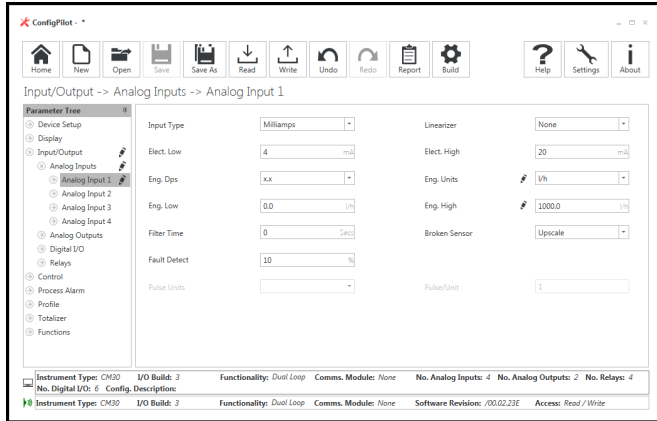 ConfigPilot - *
Home New Open Save Save As Read Write Undo Redo Report Build Help Settings About
Input/Output -> Analog Inputs -> Analog Input 1
Parameter Tree
Device Setup
Display
Input/Output
Analog Inputs
Analog Input 1
Analog Input 2
Analog Input 3
Analog Input 4
Analog Outputs
Digital I/O
Relays
Control
Process Alarm
Profile
Totalizer
Functions
Input Type Milliamps Linearizer None
Elect. Low 4 mA Elect. High 20 mA
Eng. Dps x.x Eng. Units l/h
Eng. Low 0.0 l/h Eng. High 1000.0 l/h
Filter Time 0 Secs Broken Sensor Upscale
Fault Detect 10 %
Pulse Units Pulse/Unit 1
Instrument Type: CM30 I/O Build: 3 Functionality: Dual Loop Comms. Module: None No. Analog Inputs: 4 No. Analog Outputs: 2 No. Relays: 4
No. Digital I/O: 6 Config. Description:
Instrument Type: CM30 I/O Build: 3 Functionality: Dual Loop Comms. Module: None Software Revision: /00.02.23E Access: Read / Write